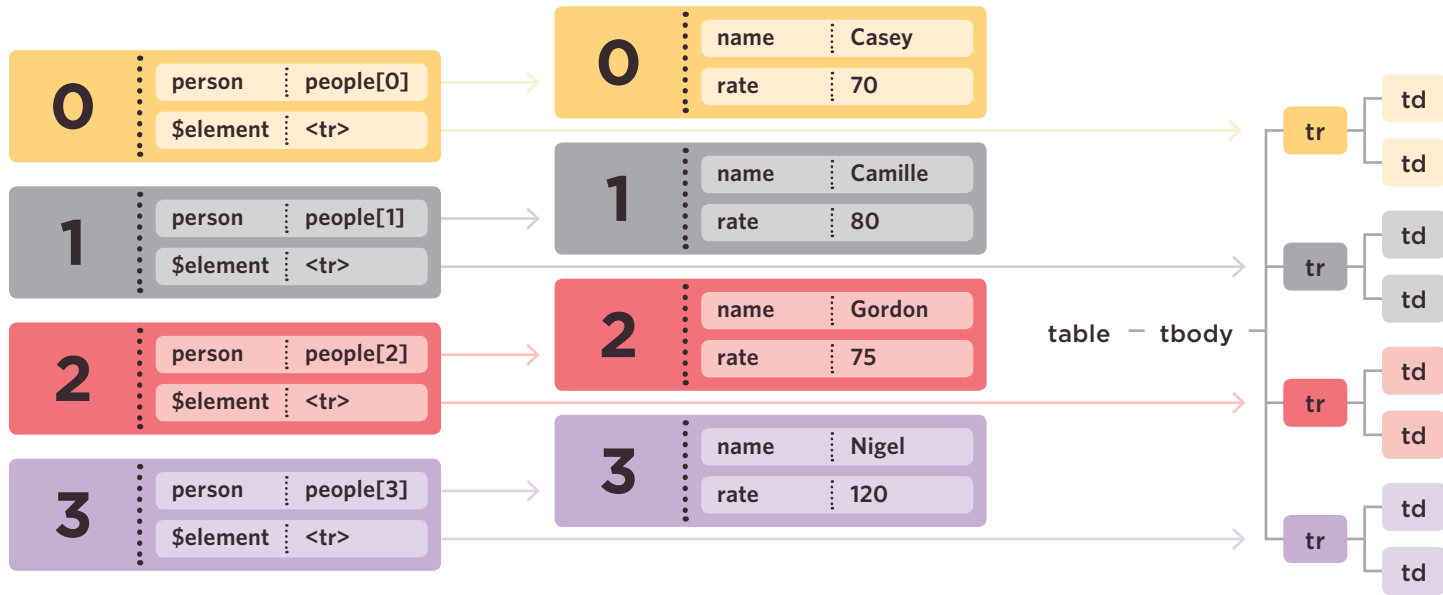 0
person people[0]
$element <tr>
1
person people[1]
$element <tr>
2
person people[2]
$element <tr>
3
person people[3]
$element <tr>
0
name Casey
rate 70
1
name Camille
rate 80
2
name Gordon
rate 75
3
name Nigel
rate 120
table tbody
tr
td
td
tr
td
td
tr
td
td
tr
td
td